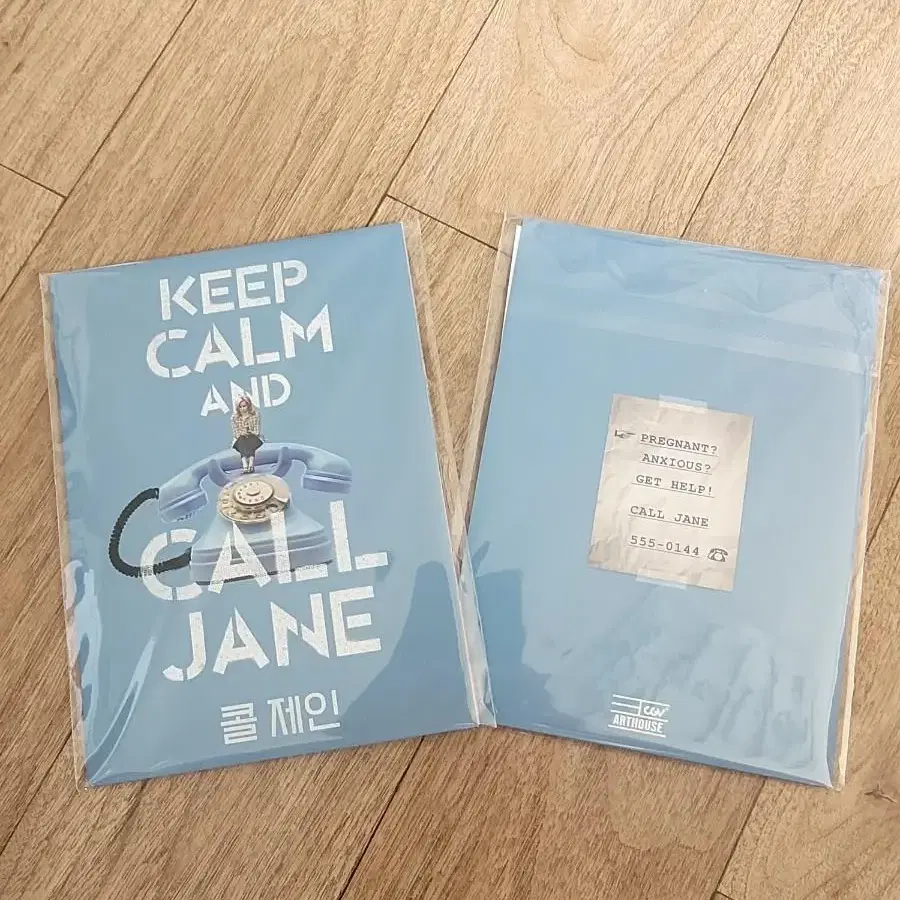 KEEP
CALM
AND
CALL
JANE
콜 제인
PREGNANT?
ANXIOUS?
GET HELP!
CALL JANE
555-0144
CGV
ARTHOUSE